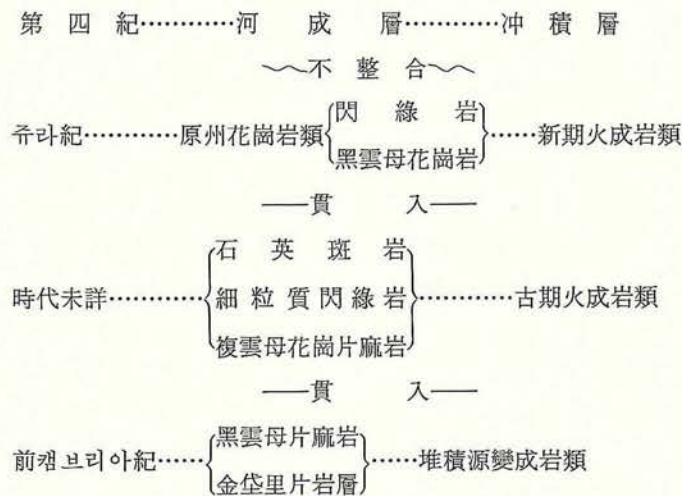 第四紀…………河成層…………冲積層
〜〜不整合〜〜
閃綠岩
쥬라紀…………原州花崗岩類……新期火成岩類
黑雲母花崗岩
——貫入——
石英斑岩
時代未詳…………細粒質閃綠岩…………古期火成岩類
複雲母花崗片麻岩
——貫入——
黑雲母片麻岩
前캠브리아紀……堆積源變成岩類
金垈里片岩層